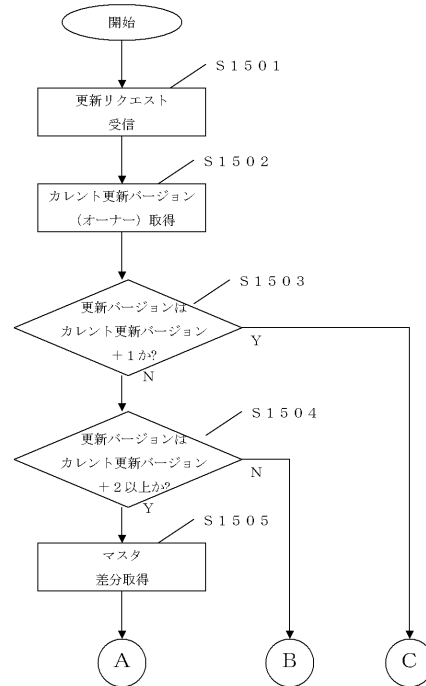 開始
Ｓ１５０１
更新リクエスト
受信
Ｓ１５０２
カレント更新バージョン
（オーナー）取得
Ｓ１５０３
更新バージョンは
カレント更新バージョン
＋１か?
Y
N
Ｓ１５０４
更新バージョンは
カレント更新バージョン
＋２以上か?
N
Y
Ｓ１５０５
マスタ
差分取得
A
B
C